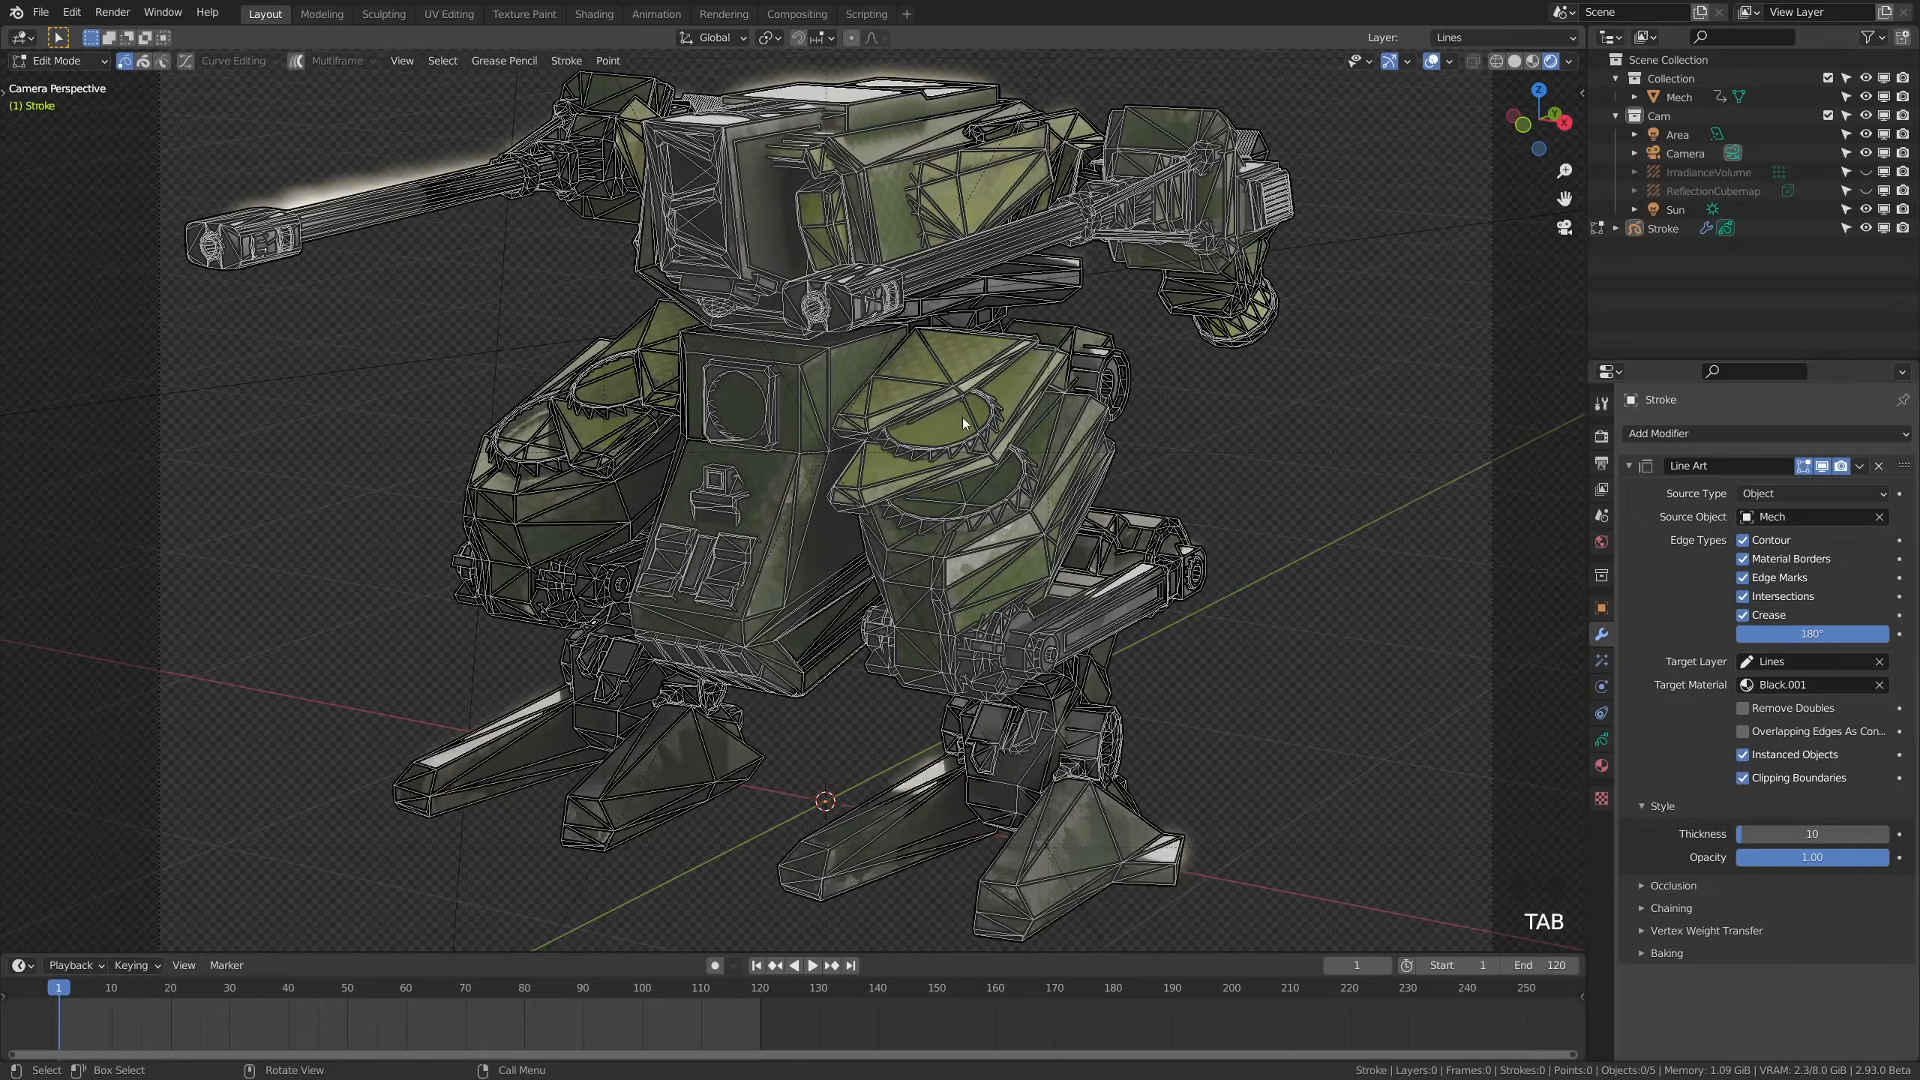 File Edit Render Window Help Layout Modeling Sculpting UV Editing Texture Paint Shading Animation Rendering Compositing Scripting + Scene View Layer
Global Layer: Lines
Edit Mode Curve Editing Multiframe View Select Grease Pencil Stroke Point
Camera Perspective
(1) Stroke
Z
Y
X
Scene Collection
Collection
Mech
Cam
Area
Camera
IrradianceVolume
ReflectionCubemap
Sun
Stroke
Stroke
Add Modifier
Line Art
Source Type Object
Source Object Mech
Edge Types Contour
Material Borders
Edge Marks
Intersections
Crease
180°
Target Layer Lines
Target Material Black.001
Remove Doubles
Overlapping Edges As Con...
Instanced Objects
Clipping Boundaries
Style
Thickness 10
Opacity 1.00
Occlusion
Chaining
Vertex Weight Transfer
Baking
TAB
Playback Keying View Marker 1 Start 1 End 120
1 10 20 30 40 50 60 70 80 90 100 110 120 130 140 150 160 170 180 190 200 210 220 230 240 250
Select Box Select Rotate View Call Menu Stroke | Layers:0 | Frames:0 | Strokes:0 | Points:0 | Objects:0/5 | Memory: 1.09 GiB | VRAM: 2.3/8.0 GiB | 2.93.0 Beta